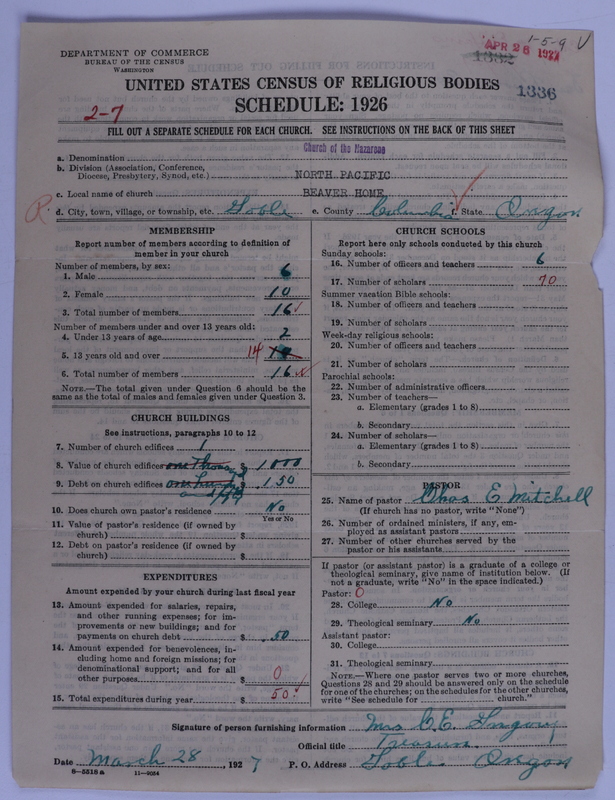 DEPARTMENT OF COMMERCE
BUREAU OF THE CENSUS
WASHINGTON
APR 28 1927
1-5-9 V
1332
1336
2-7
UNITED STATES CENSUS OF RELIGIOUS BODIES
SCHEDULE: 1926
FILL OUT A SEPARATE SCHEDULE FOR EACH CHURCH. SEE INSTRUCTIONS ON THE BACK OF THIS SHEET
a. Denomination Church of the Nazarene
b. Division (Association, Conference, Diocese, Presbytery, Synod, etc.) NORTH PACIFIC
c. Local name of church BEAVER HOME
R. d. City, town, village, or township, etc. Goble e. County Columbia f. State Oregon
MEMBERSHIP
Report number of members according to definition of
member in your church
Number of members, by sex:
1. Male 6
2. Female 10
3. Total number of members 16
Number of members under and over 13 years old:
4. Under 13 years of age 2
5. 13 years old and over 14
6. Total number of members 16
NOTE.—The total given under Question 6 should be the
same as the total of males and females given under Question 3.
CHURCH BUILDINGS
See instructions, paragraphs 10 to 12
7. Number of church edifices 1
8. Value of church edifices one Thous $ 1000
9. Debt on church edifices $ 150
10. Does church own pastor's residence No
Yes or No
11. Value of pastor's residence (if owned by
church) $
12. Debt on pastor's residence (if owned by
church) $
EXPENDITURES
Amount expended by your church during last fiscal year
13. Amount expended for salaries, repairs,
and other running expenses; for im-
provements or new buildings; and for
payments on church debt $ 50
14. Amount expended for benevolences, in-
cluding home and foreign missions; for
denominational support; and for all
other purposes $ 0
15. Total expenditures during year $ 50
CHURCH SCHOOLS
Report here only schools conducted by this church
Sunday schools:
16. Number of officers and teachers 6
17. Number of scholars 70
Summer vacation Bible schools:
18. Number of officers and teachers
19. Number of scholars
Week-day religious schools:
20. Number of officers and teachers
21. Number of scholars
Parochial schools:
22. Number of administrative officers
23. Number of teachers—
a. Elementary (grades 1 to 8)
b. Secondary
24. Number of scholars—
a. Elementary (grades 1 to 8)
b. Secondary
PASTOR
25. Name of pastor Chas E Mitchell
(If church has no pastor, write "None")
26. Number of ordained ministers, if any, em-
ployed as assistant pastors
27. Number of other churches served by the
pastor or his assistants
If pastor (or assistant pastor) is a graduate of a college or
theological seminary, give name of institution below. (If
not a graduate, write "No" in the space indicated.)
Pastor: 0
28. College No
29. Theological seminary No
Assistant pastor:
30. College
31. Theological seminary
NOTE.—Where one pastor serves two or more churches,
Questions 28 and 29 should be answered only on the schedule
for one of the churches; on the schedules for the other churches,
write "See schedule for church."
Signature of person furnishing information Mrs C. E. Gregory
Official title Treasurer
Date March 28, 1927 P. O. Address Goble Oregon
8-5518 a 11-9034